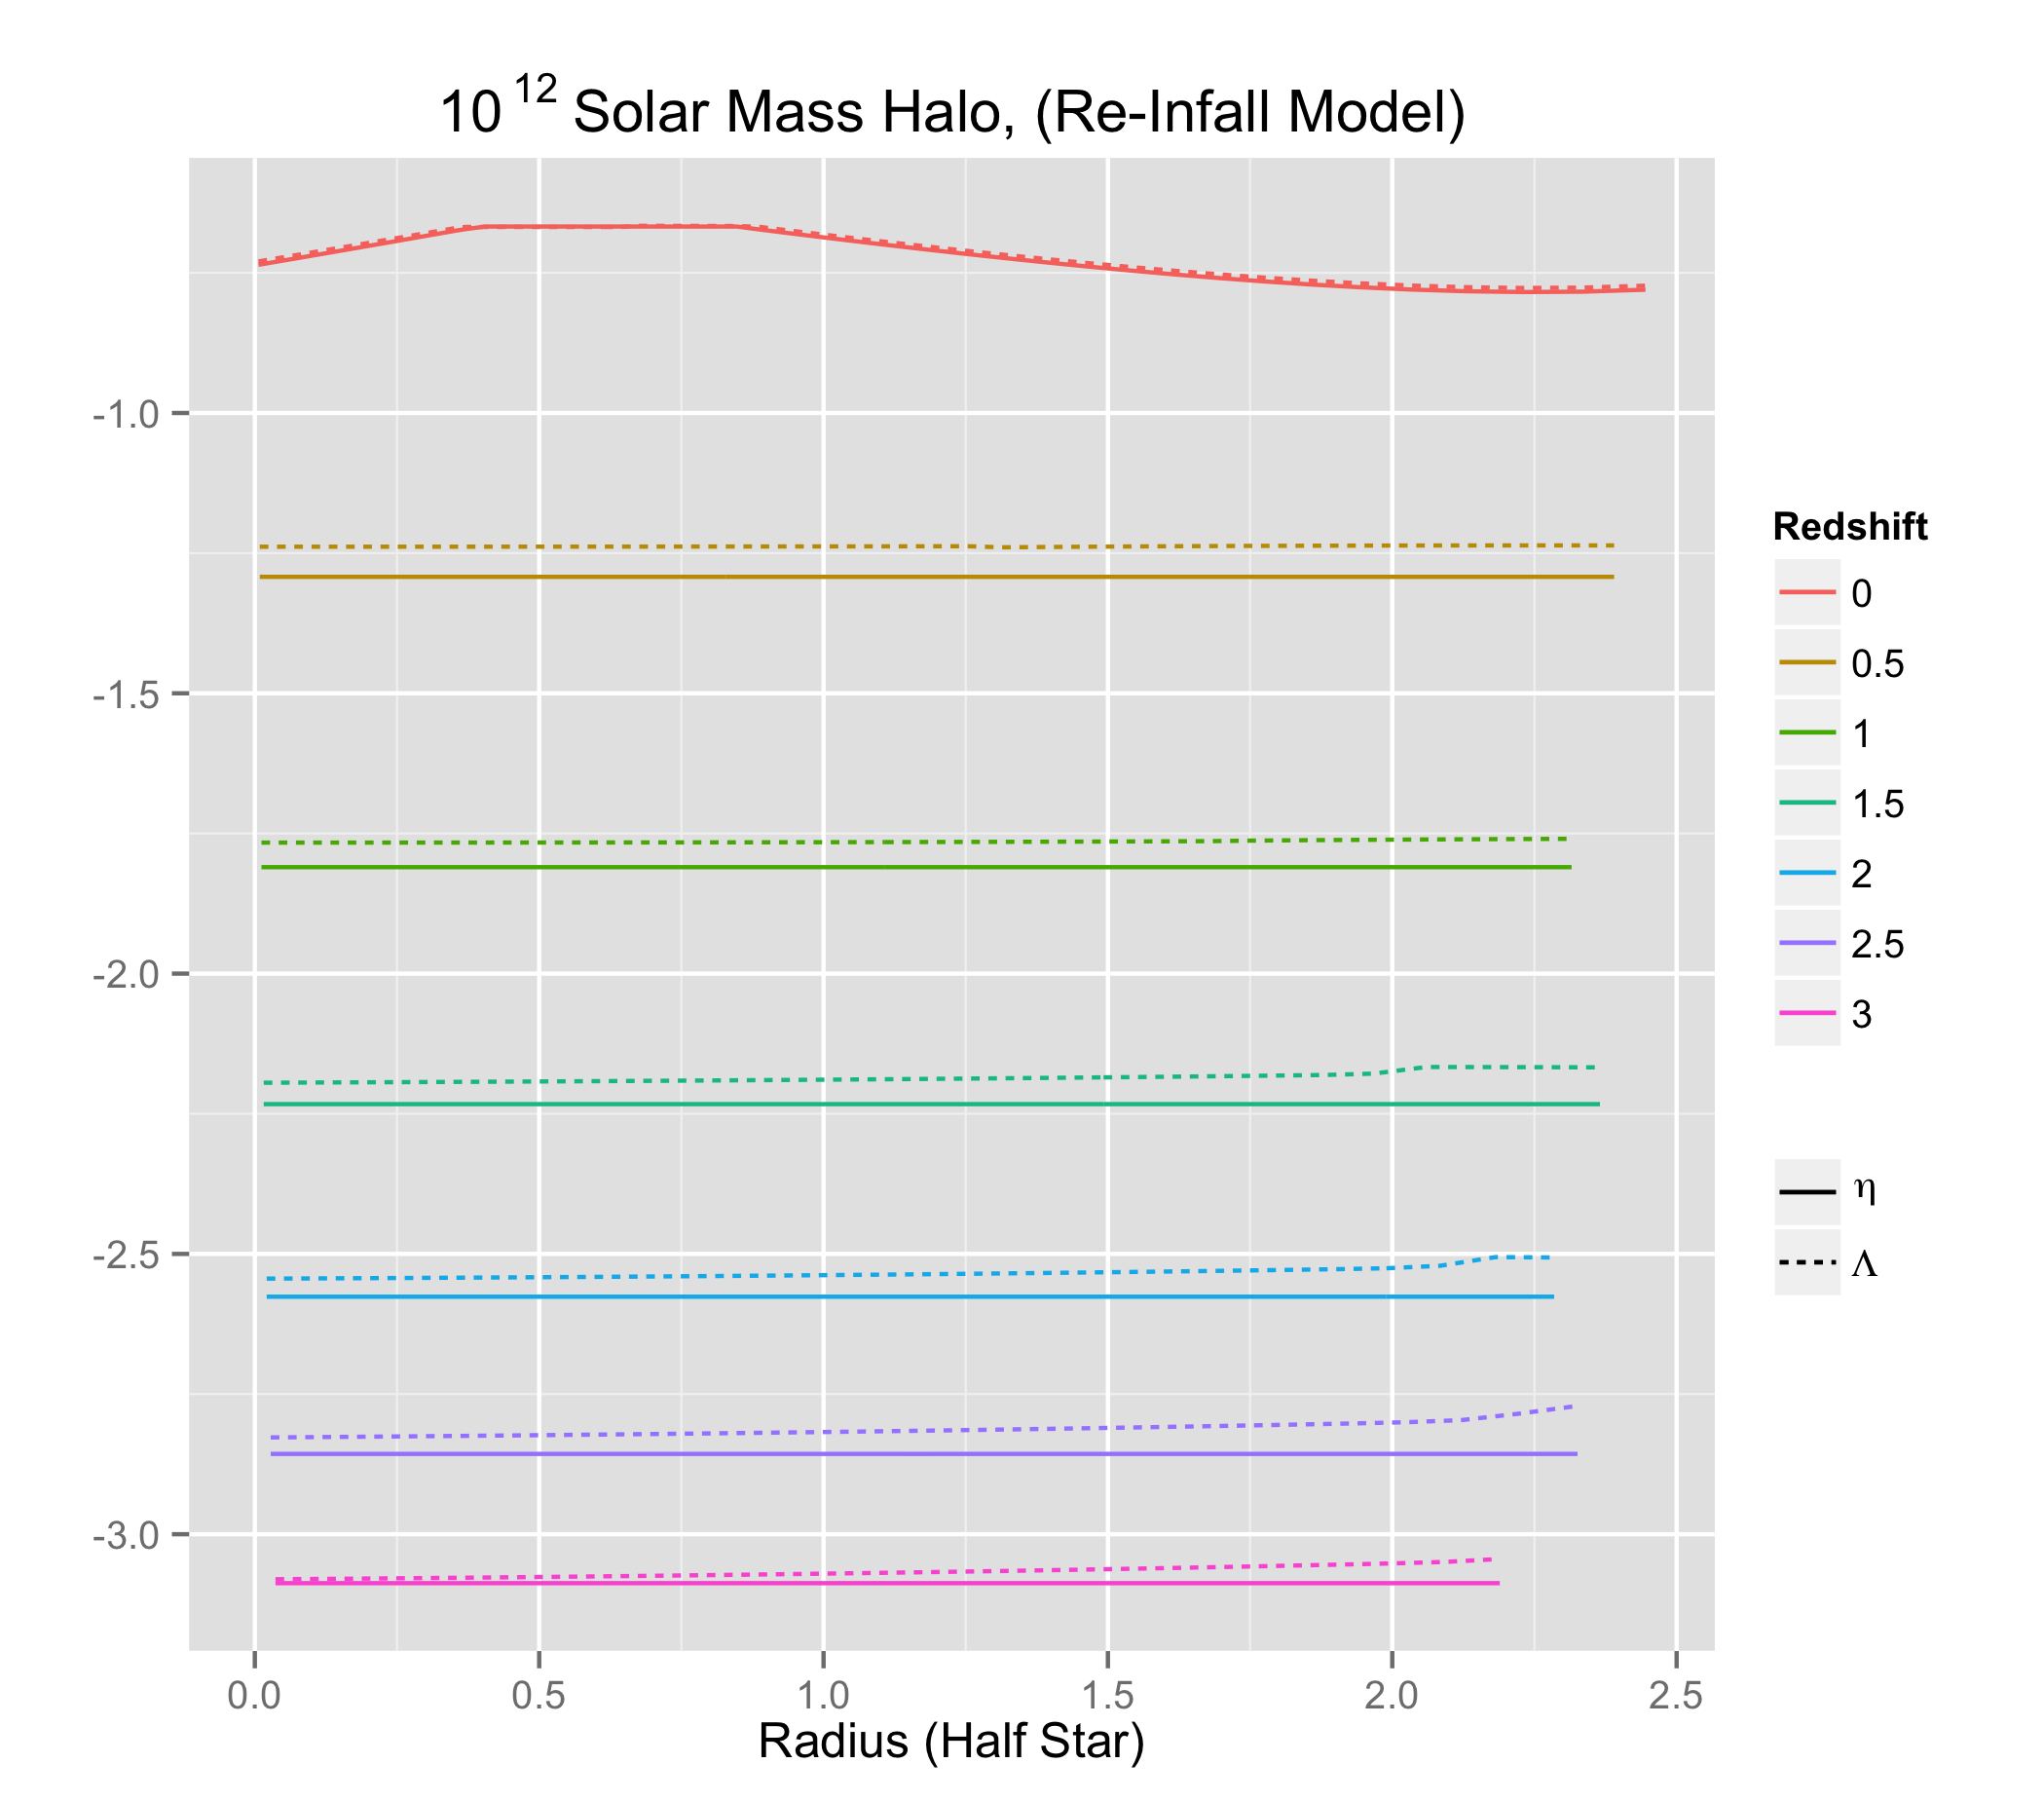 10 12 Solar Mass Halo, (Re-Infall Model)
-1.0
-1.5
-2.0
-2.5
-3.0
0.0 0.5 1.0 1.5 2.0 2.5
Radius (Half Star)
Redshift
0
0.5
1
1.5
2
2.5
3
η
Λ